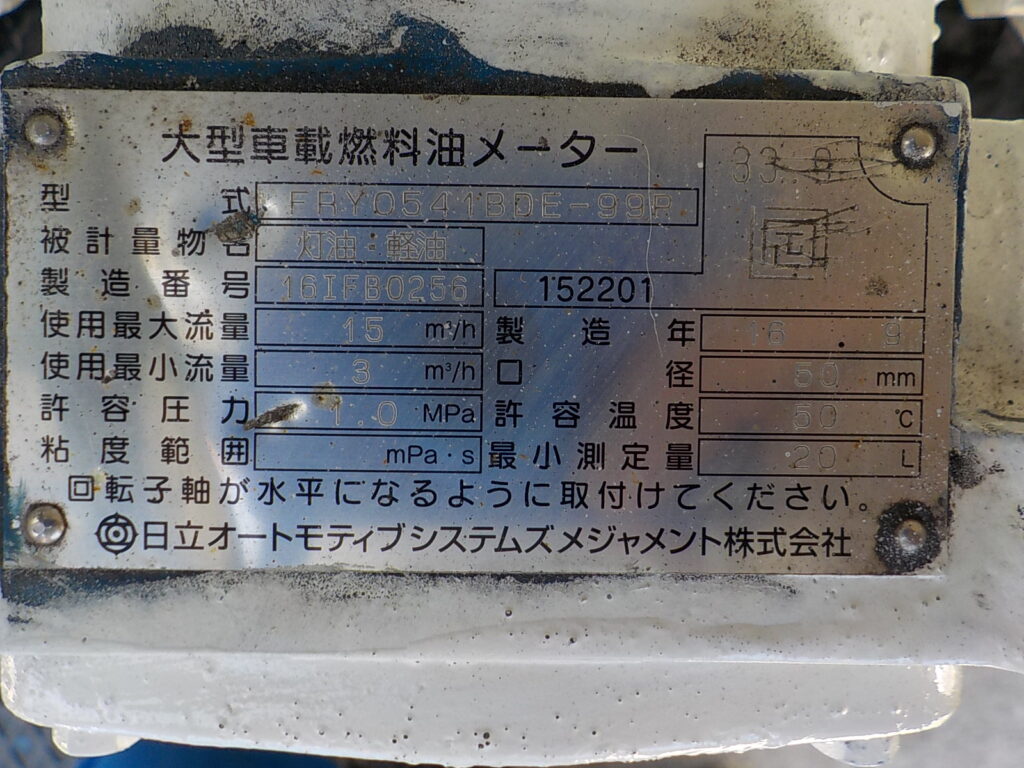 大型車載燃料油メーター
33.9
型式 FRY0541BDE-99R
被計量物名 灯油・軽油
製造番号 16IFB0256 152201
使用最大流量 15 m³/h 製造年 16 . 9
使用最小流量 3 m³/h 口径 50 mm
許容圧力 1.0 MPa 許容温度 50 ℃
粘度範囲 mPa・s 最小測定量 20 L
回転子軸が水平になるように取付けてください。
日立オートモティブシステムズメジャメント株式会社